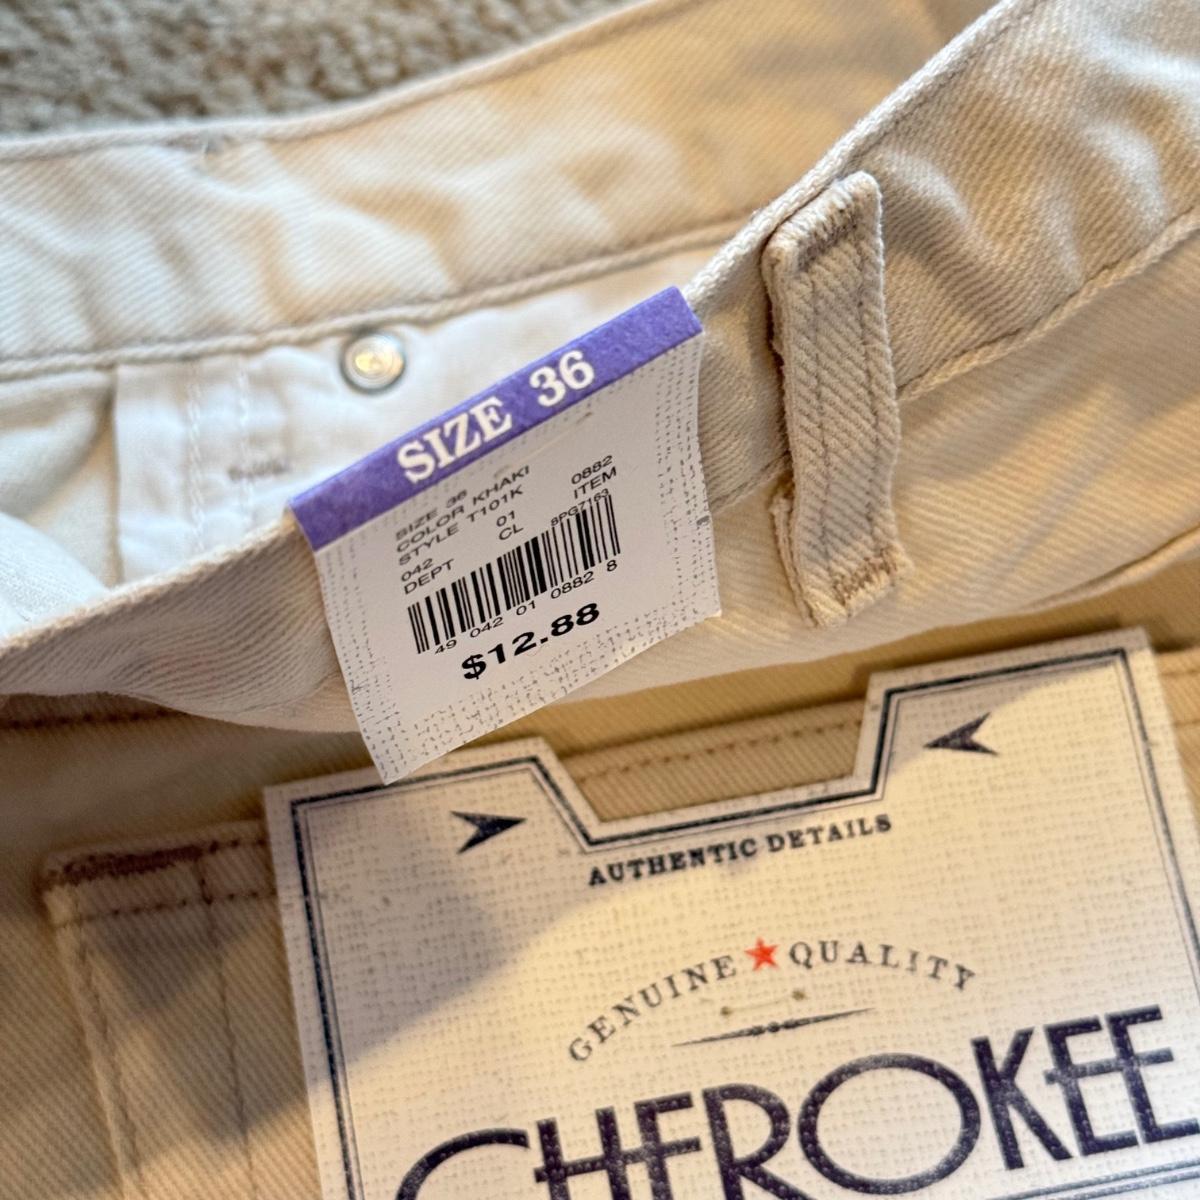 SIZE 36
SIZE 36
COLOR KHAKI
STYLE T101K
042 01 0882
DEPT CL ITEM
8PG7163
49 042 01 0882 8
$12.88
AUTHENTIC DETAILS
GENUINE QUALITY
CHEROKEE